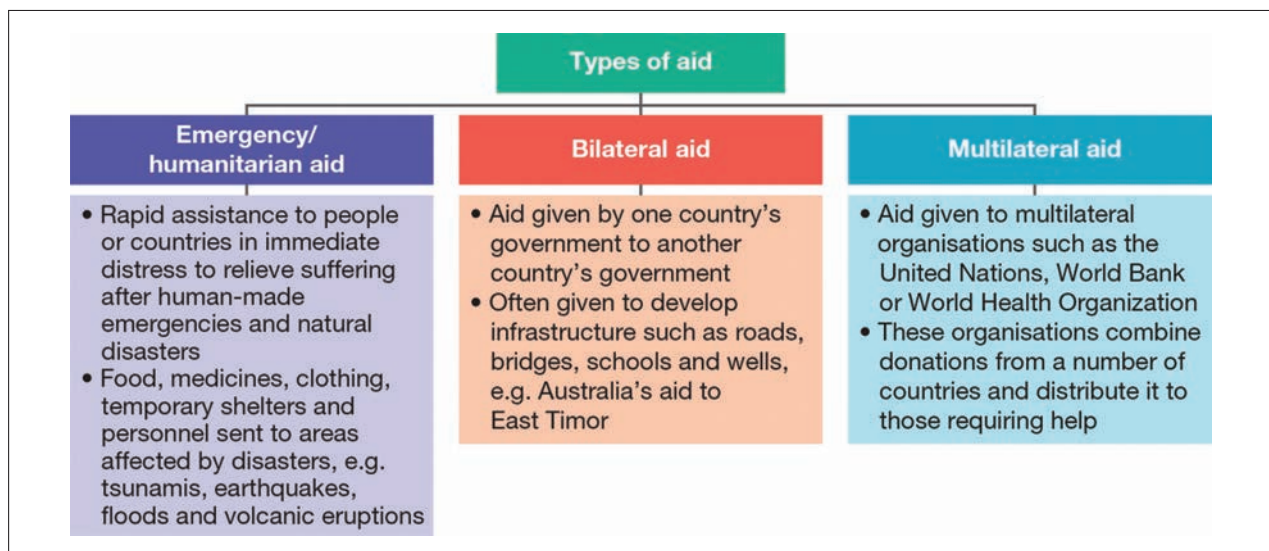 Types of aid
Emergency/
humanitarian aid
• Rapid assistance to people
or countries in immediate
distress to relieve suffering
after human-made
emergencies and natural
disasters
• Food, medicines, clothing,
temporary shelters and
personnel sent to areas
affected by disasters, e.g.
tsunamis, earthquakes,
floods and volcanic eruptions
Bilateral aid
• Aid given by one country’s
government to another
country’s government
• Often given to develop
infrastructure such as roads,
bridges, schools and wells,
e.g. Australia’s aid to
East Timor
Multilateral aid
• Aid given to multilateral
organisations such as the
United Nations, World Bank
or World Health Organization
• These organisations combine
donations from a number of
countries and distribute it to
those requiring help